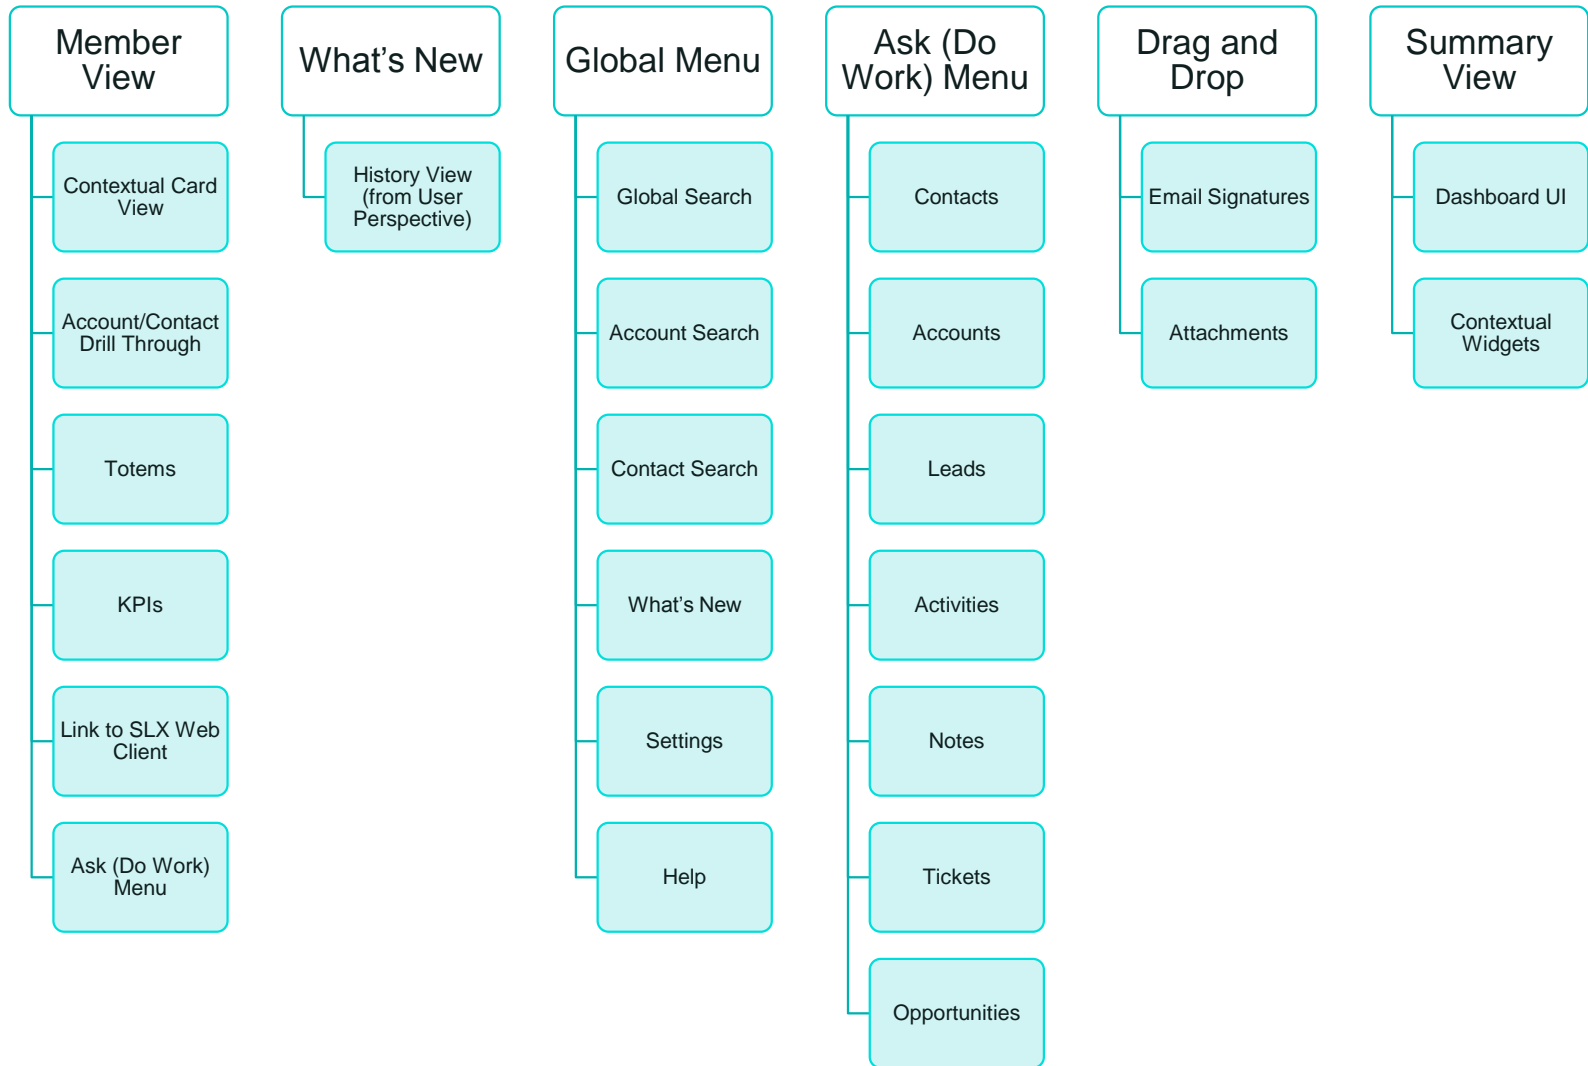 Member
View
Contextual Card
View
Account/Contact
Drill Through
Totems
KPIs
Link to SLX Web
Client
Ask (Do Work)
Menu
What's New
History View
(from User
Perspective)
Global Menu
Global Search
Account Search
Contact Search
What's New
Settings
Help
Ask (Do
Work) Menu
Contacts
Accounts
Leads
Activities
Notes
Tickets
Opportunities
Drag and
Drop
Email Signatures
Attachments
Summary
View
Dashboard UI
Contextual
Widgets